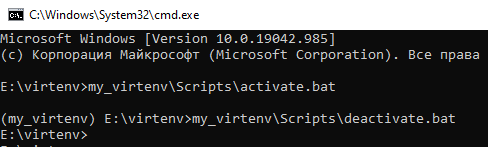 C:\Windows\System32\cmd.exe
Microsoft Windows [Version 10.0.19042.985]
(c) Корпорация Майкрософт (Microsoft Corporation). Все права
E:\virtenv>my_virtenv\Scripts\activate.bat
(my_virtenv) E:\virtenv>my_virtenv\Scripts\deactivate.bat
E:\virtenv>